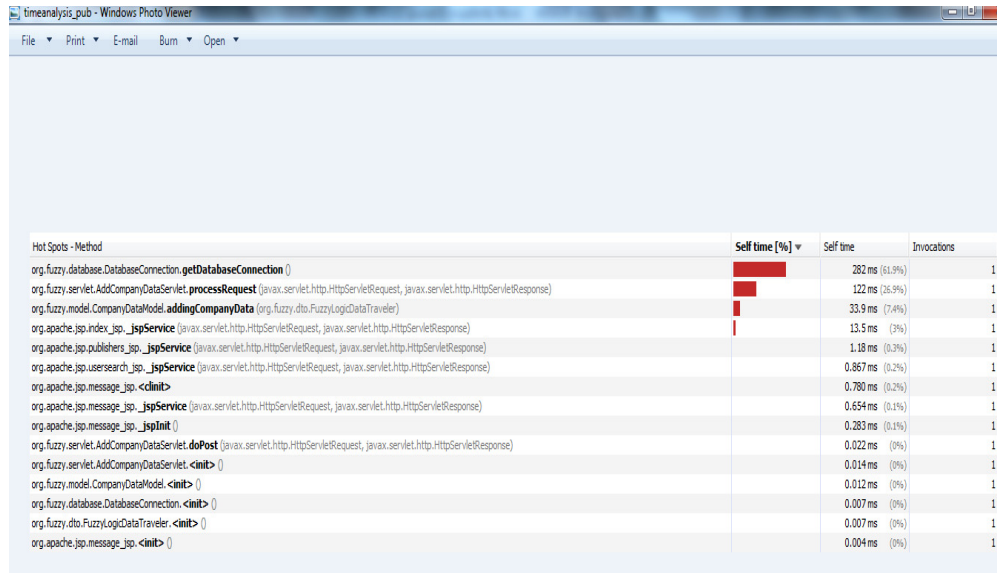 timeanalysis_pub - Windows Photo Viewer
File Print E-mail Burn Open
Hot Spots - Method Self time [%] Self time Invocations
org.fuzzy.database.DatabaseConnection.getDatabaseConnection () 282 ms (61.9%) 1
org.fuzzy.servlet.AddCompanyDataServlet.processRequest (javax.servlet.http.HttpServletRequest, javax.servlet.http.HttpServletResponse) 122 ms (26.9%) 1
org.fuzzy.model.CompanyDataModel.addingCompanyData (org.fuzzy.dto.FuzzyLogicDataTraveler) 33.9 ms (7.4%) 1
org.apache.jsp.index_jsp._jspService (javax.servlet.http.HttpServletRequest, javax.servlet.http.HttpServletResponse) 13.5 ms (3%) 1
org.apache.jsp.publishers_jsp._jspService (javax.servlet.http.HttpServletRequest, javax.servlet.http.HttpServletResponse) 1.18 ms (0.3%) 1
org.apache.jsp.usersearch_jsp._jspService (javax.servlet.http.HttpServletRequest, javax.servlet.http.HttpServletResponse) 0.867 ms (0.2%) 1
org.apache.jsp.message_jsp.<clinit> 0.780 ms (0.2%) 1
org.apache.jsp.message_jsp._jspService (javax.servlet.http.HttpServletRequest, javax.servlet.http.HttpServletResponse) 0.654 ms (0.1%) 1
org.apache.jsp.message_jsp._jspInit () 0.283 ms (0.1%) 1
org.fuzzy.servlet.AddCompanyDataServlet.doPost (javax.servlet.http.HttpServletRequest, javax.servlet.http.HttpServletResponse) 0.022 ms (0%) 1
org.fuzzy.servlet.AddCompanyDataServlet.<init> () 0.014 ms (0%) 1
org.fuzzy.model.CompanyDataModel.<init> () 0.012 ms (0%) 1
org.fuzzy.database.DatabaseConnection.<init> () 0.007 ms (0%) 1
org.fuzzy.dto.FuzzyLogicDataTraveler.<init> () 0.007 ms (0%) 1
org.apache.jsp.message_jsp.<init> () 0.004 ms (0%) 1